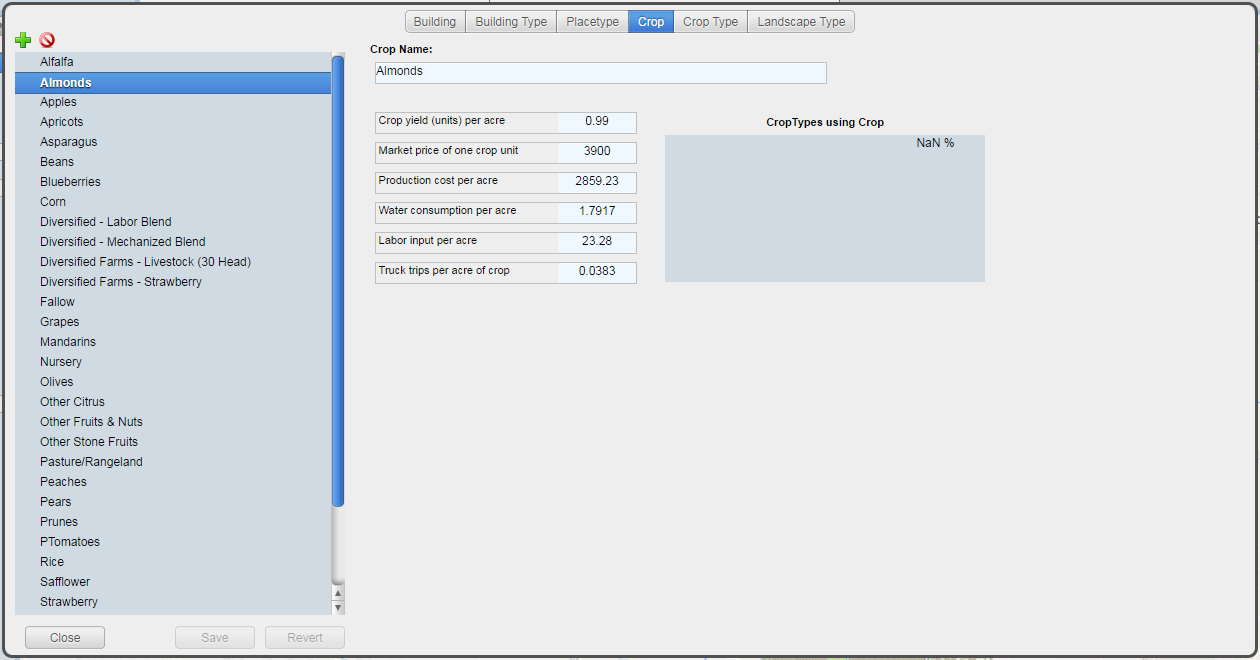 Building Building Type Placetype Crop Crop Type Landscape Type
Crop Name:
Almonds
Alfalfa
Almonds
Apples
Apricots
Asparagus
Beans
Blueberries
Corn
Diversified - Labor Blend
Diversified - Mechanized Blend
Diversified Farms - Livestock (30 Head)
Diversified Farms - Strawberry
Fallow
Grapes
Mandarins
Nursery
Olives
Other Citrus
Other Fruits & Nuts
Other Stone Fruits
Pasture/Rangeland
Peaches
Pears
Prunes
PTomatoes
Rice
Safflower
Strawberry
Crop yield (units) per acre 0.99
Market price of one crop unit 3900
Production cost per acre 2859.23
Water consumption per acre 1.7917
Labor input per acre 23.28
Truck trips per acre of crop 0.0383
CropTypes using Crop
NaN %
Close Save Revert